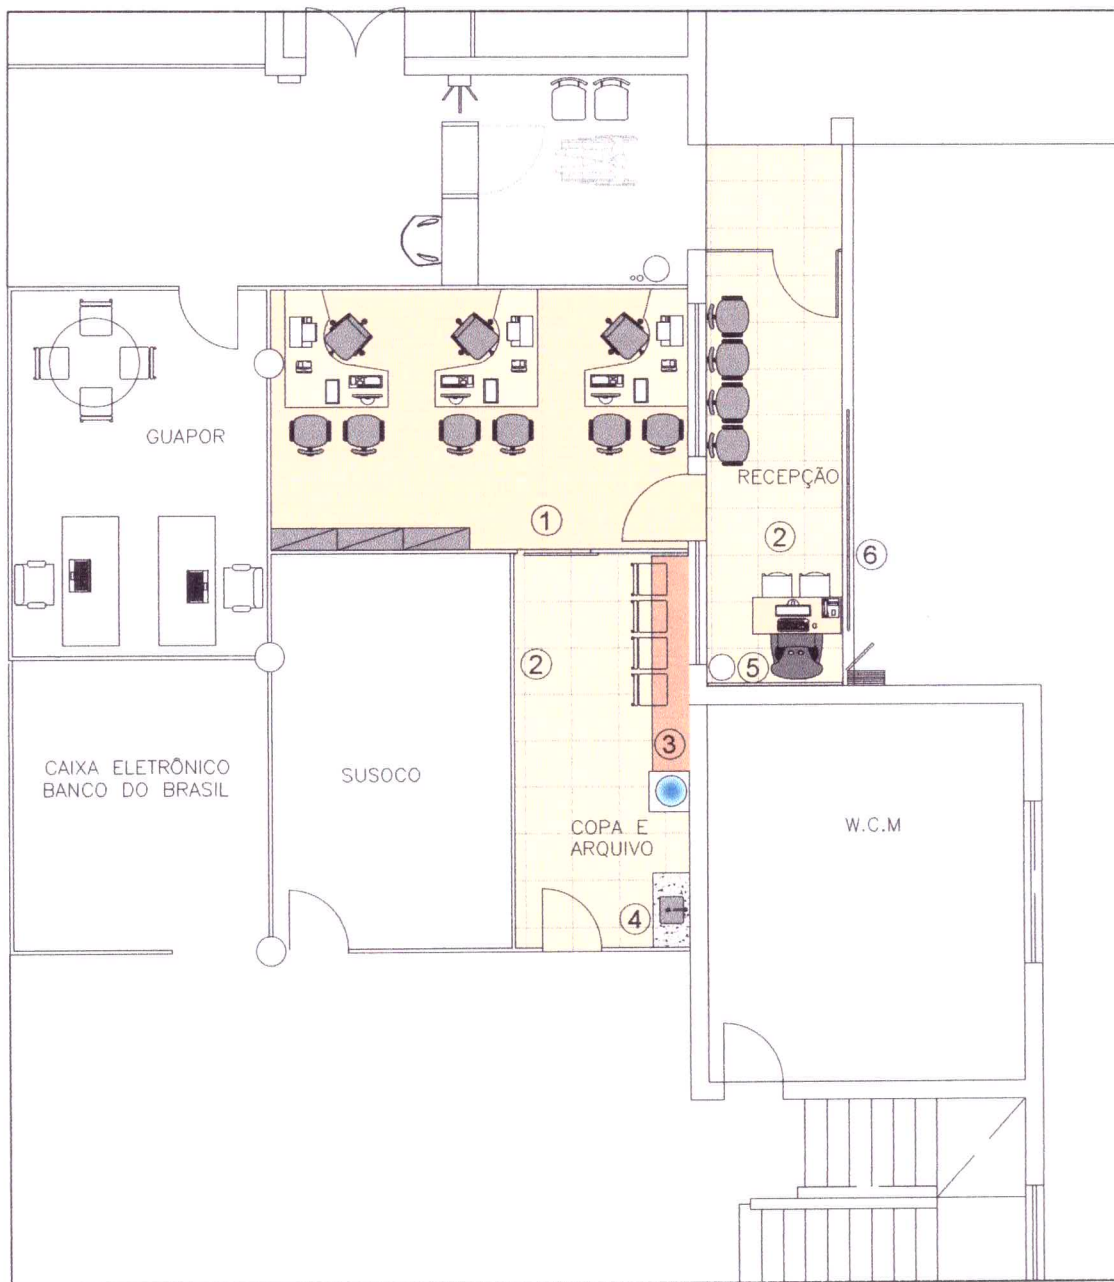 GUAPOR
RECEPÇÃO
1
2
6
2
5
3
CAIXA ELETRÔNICO
BANCO DO BRASIL
SUSOCO
COPA E
ARQUIVO
W.C.M
4